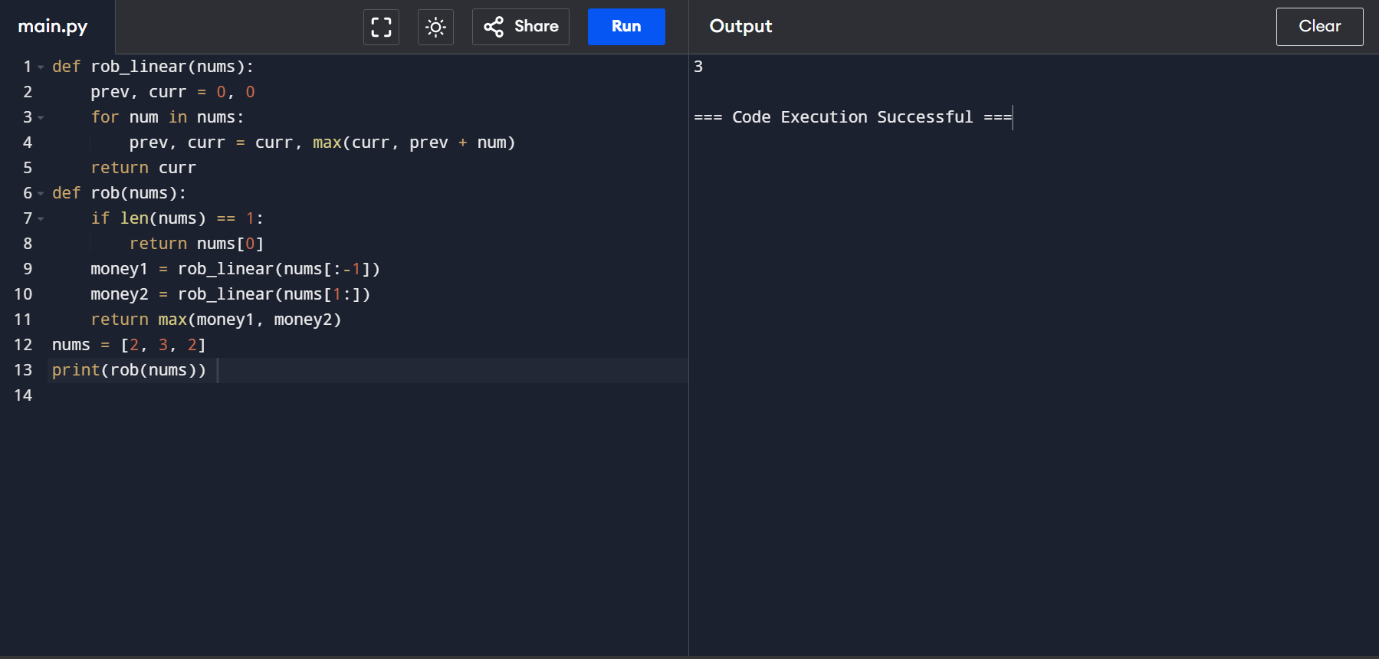 main.py Share Run Output Clear
1 def rob_linear(nums):
2     prev, curr = 0, 0
3     for num in nums:
4         prev, curr = curr, max(curr, prev + num)
5     return curr
6 def rob(nums):
7     if len(nums) == 1:
8         return nums[0]
9     money1 = rob_linear(nums[:-1])
10     money2 = rob_linear(nums[1:])
11     return max(money1, money2)
12 nums = [2, 3, 2]
13 print(rob(nums))
14
3
=== Code Execution Successful ===